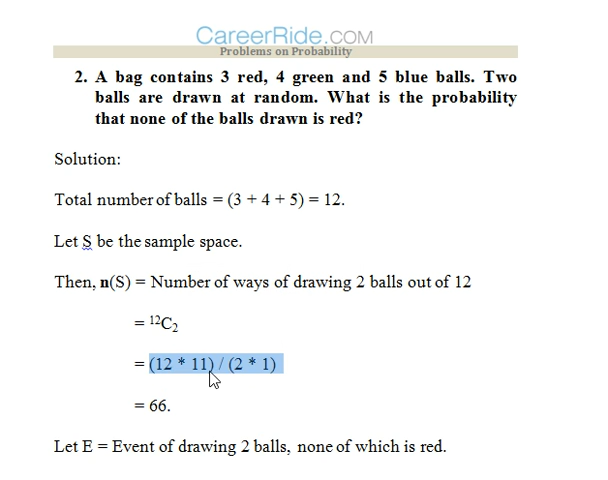 CareerRide.COM
Problems on Probability
2. A bag contains 3 red, 4 green and 5 blue balls. Two
balls are drawn at random. What is the probability
that none of the balls drawn is red?
Solution:
Total number of balls = (3 + 4 + 5) = 12.
Let S be the sample space.
Then, n(S) = Number of ways of drawing 2 balls out of 12
= ¹²C₂
= (12 * 11) / (2 * 1)
= 66.
Let E = Event of drawing 2 balls, none of which is red.